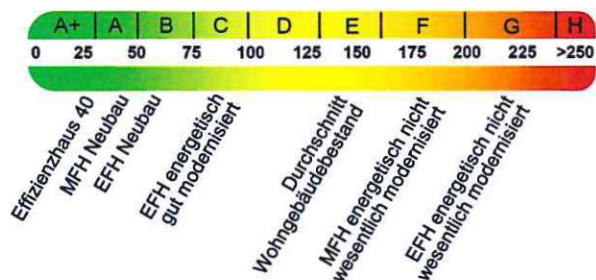 A+ A B C D E F G H
0 25 50 75 100 125 150 175 200 225 >250
Effizienzhaus 40
MFH Neubau
EFH Neubau
EFH energetisch
gut modernisiert
Durchschnitt
Wohngebäudebestand
MFH energetisch nicht
wesentlich modernisiert
EFH energetisch nicht
wesentlich modernisiert